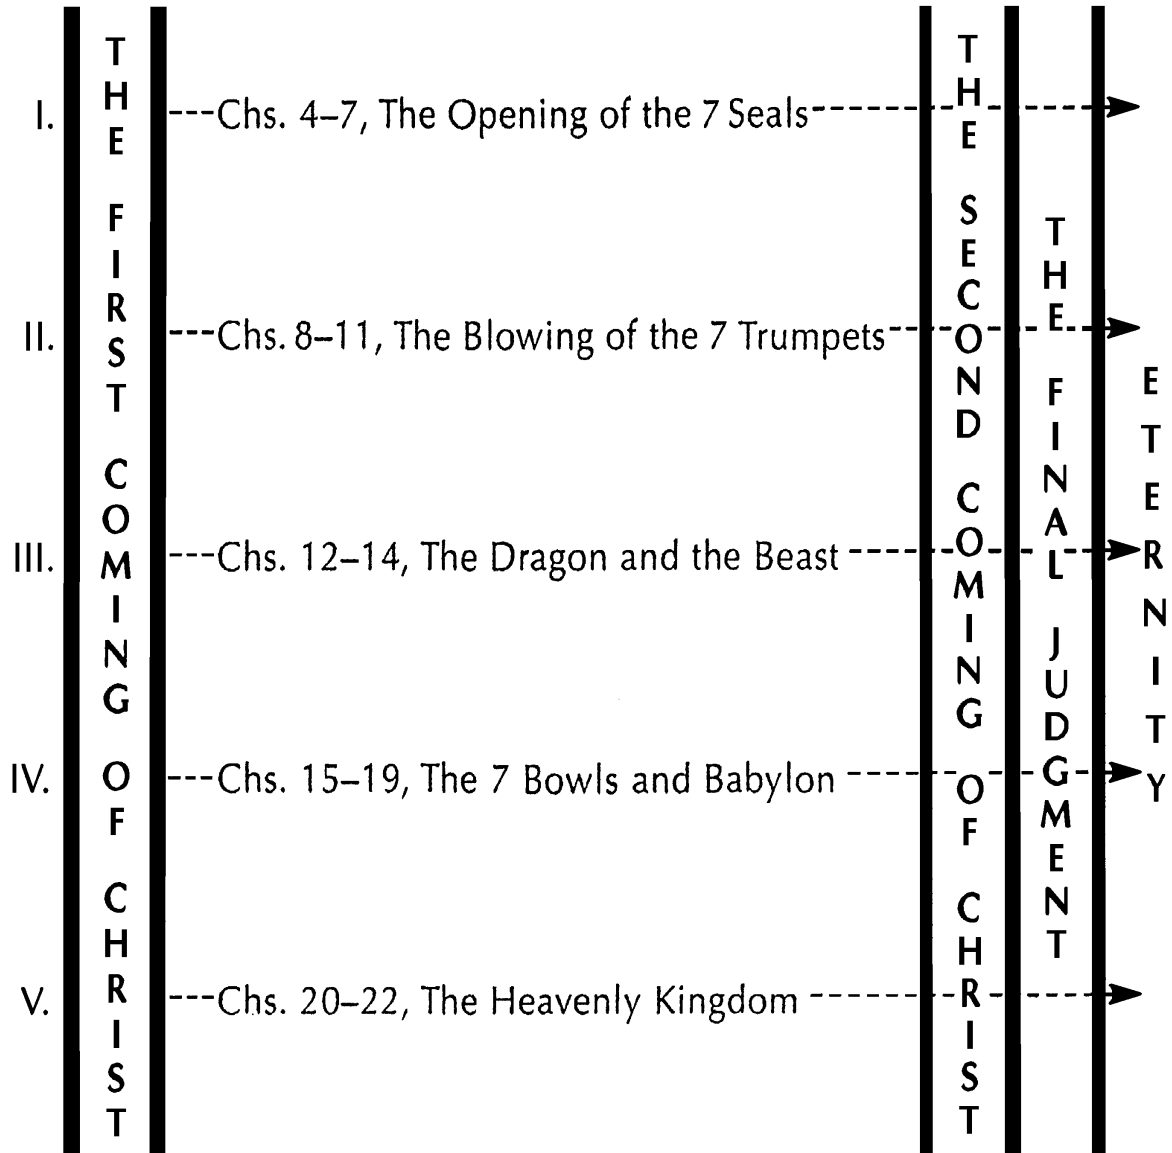 THE FIRST COMING OF CHRIST
I.
Chs. 4–7, The Opening of the 7 Seals
II.
Chs. 8–11, The Blowing of the 7 Trumpets
III.
Chs. 12–14, The Dragon and the Beast
IV.
Chs. 15–19, The 7 Bowls and Babylon
V.
Chs. 20–22, The Heavenly Kingdom
THE SECOND COMING OF CHRIST
THE FINAL JUDGMENT
ETERNITY